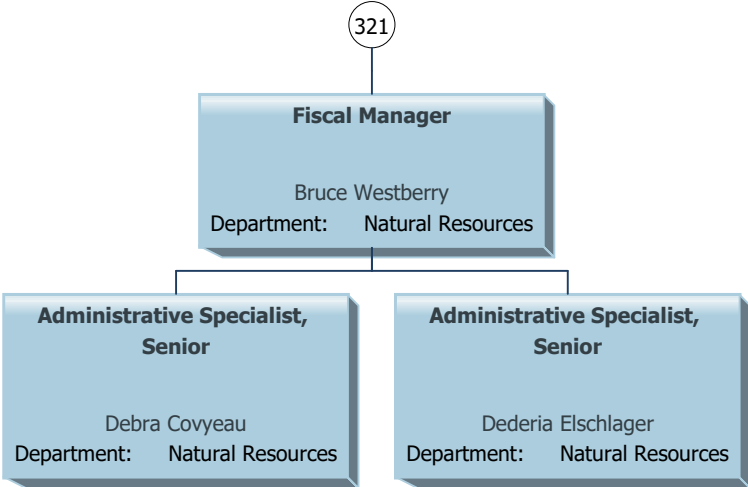 321
Fiscal Manager
Bruce Westberry
Department: Natural Resources
Administrative Specialist,
Senior
Debra Covyeau
Department: Natural Resources
Administrative Specialist,
Senior
Dederia Elschlager
Department: Natural Resources